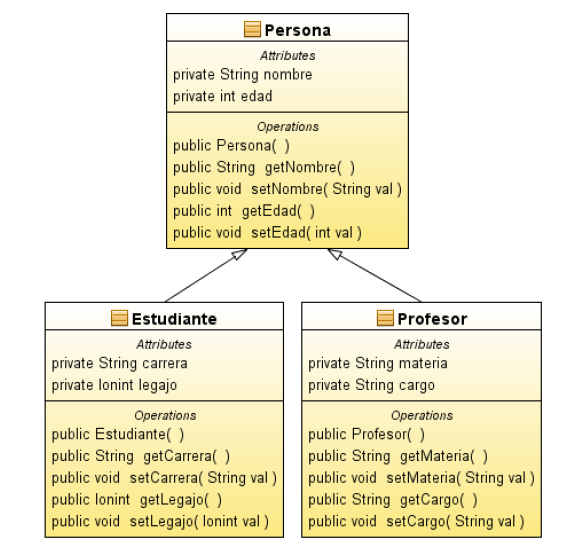 Persona
Attributes
private String nombre
private int edad
Operations
public Persona( )
public String getNombre( )
public void setNombre( String val )
public int getEdad( )
public void setEdad( int val )
Estudiante
Attributes
private String carrera
private lonint legajo
Operations
public Estudiante( )
public String getCarrera( )
public void setCarrera( String val )
public lonint getLegajo( )
public void setLegajo( lonint val )
Profesor
Attributes
private String materia
private String cargo
Operations
public Profesor( )
public String getMateria( )
public void setMateria( String val )
public String getCargo( )
public void setCargo( String val )